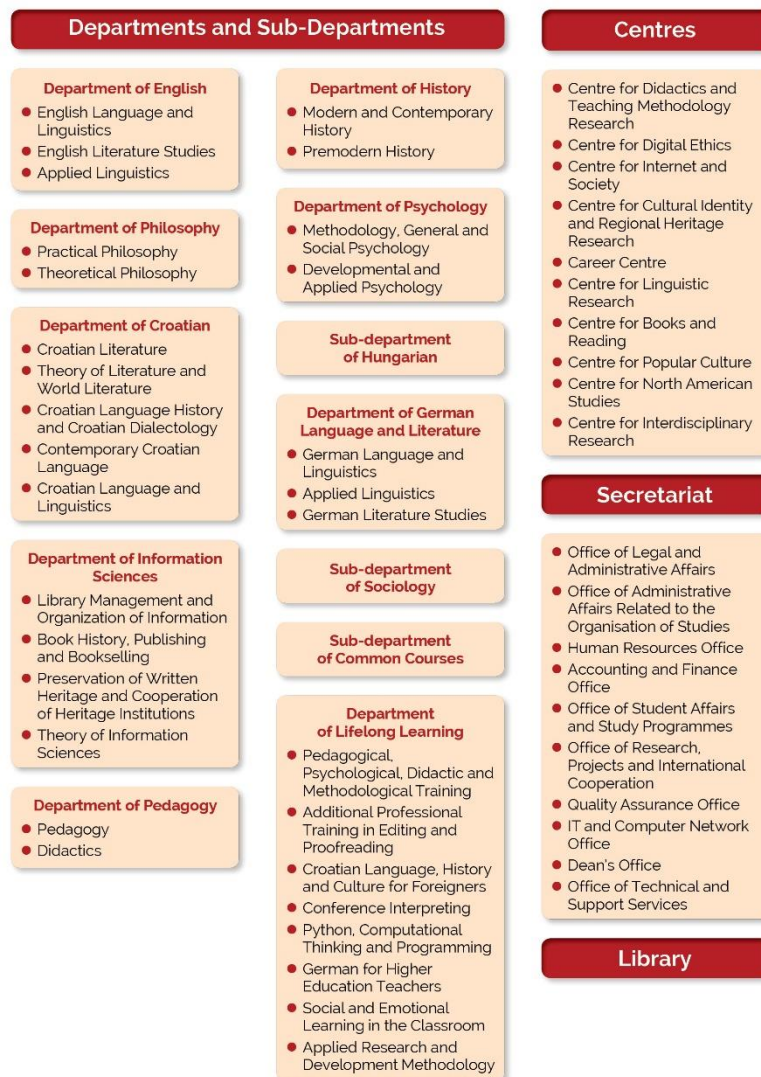 Departments and Sub-Departments
Department of English
English Language and
Linguistics
English Literature Studies
Applied Linguistics
Department of Philosophy
Practical Philosophy
Theoretical Philosophy
Department of Croatian
Croatian Literature
Theory of Literature and
World Literature
Croatian Language History
and Croatian Dialectology
Contemporary Croatian
Language
Croatian Language and
Linguistics
Department of Information
Sciences
Library Management and
Organization of Information
Book History, Publishing
and Bookselling
Preservation of Written
Heritage and Cooperation
of Heritage Institutions
Theory of Information
Sciences
Department of Pedagogy
Pedagogy
Didactics
Department of History
Modern and Contemporary
History
Premodern History
Department of Psychology
Methodology, General and
Social Psychology
Developmental and
Applied Psychology
Sub-department
of Hungarian
Department of German
Language and Literature
German Language and
Linguistics
Applied Linguistics
German Literature Studies
Sub-department
of Sociology
Sub-department
of Common Courses
Department
of Lifelong Learning
Pedagogical,
Psychological, Didactic and
Methodological Training
Additional Professional
Training in Editing and
Proofreading
Croatian Language, History
and Culture for Foreigners
Conference Interpreting
Python, Computational
Thinking and Programming
German for Higher
Education Teachers
Social and Emotional
Learning in the Classroom
Applied Research and
Development Methodology
Centres
Centre for Didactics and
Teaching Methodology
Research
Centre for Digital Ethics
Centre for Internet and
Society
Centre for Cultural Identity
and Regional Heritage
Research
Career Centre
Centre for Linguistic
Research
Centre for Books and
Reading
Centre for Popular Culture
Centre for North American
Studies
Centre for Interdisciplinary
Research
Secretariat
Office of Legal and
Administrative Affairs
Office of Administrative
Affairs Related to the
Organisation of Studies
Human Resources Office
Accounting and Finance
Office
Office of Student Affairs
and Study Programmes
Office of Research,
Projects and International
Cooperation
Quality Assurance Office
IT and Computer Network
Office
Dean's Office
Office of Technical and
Support Services
Library